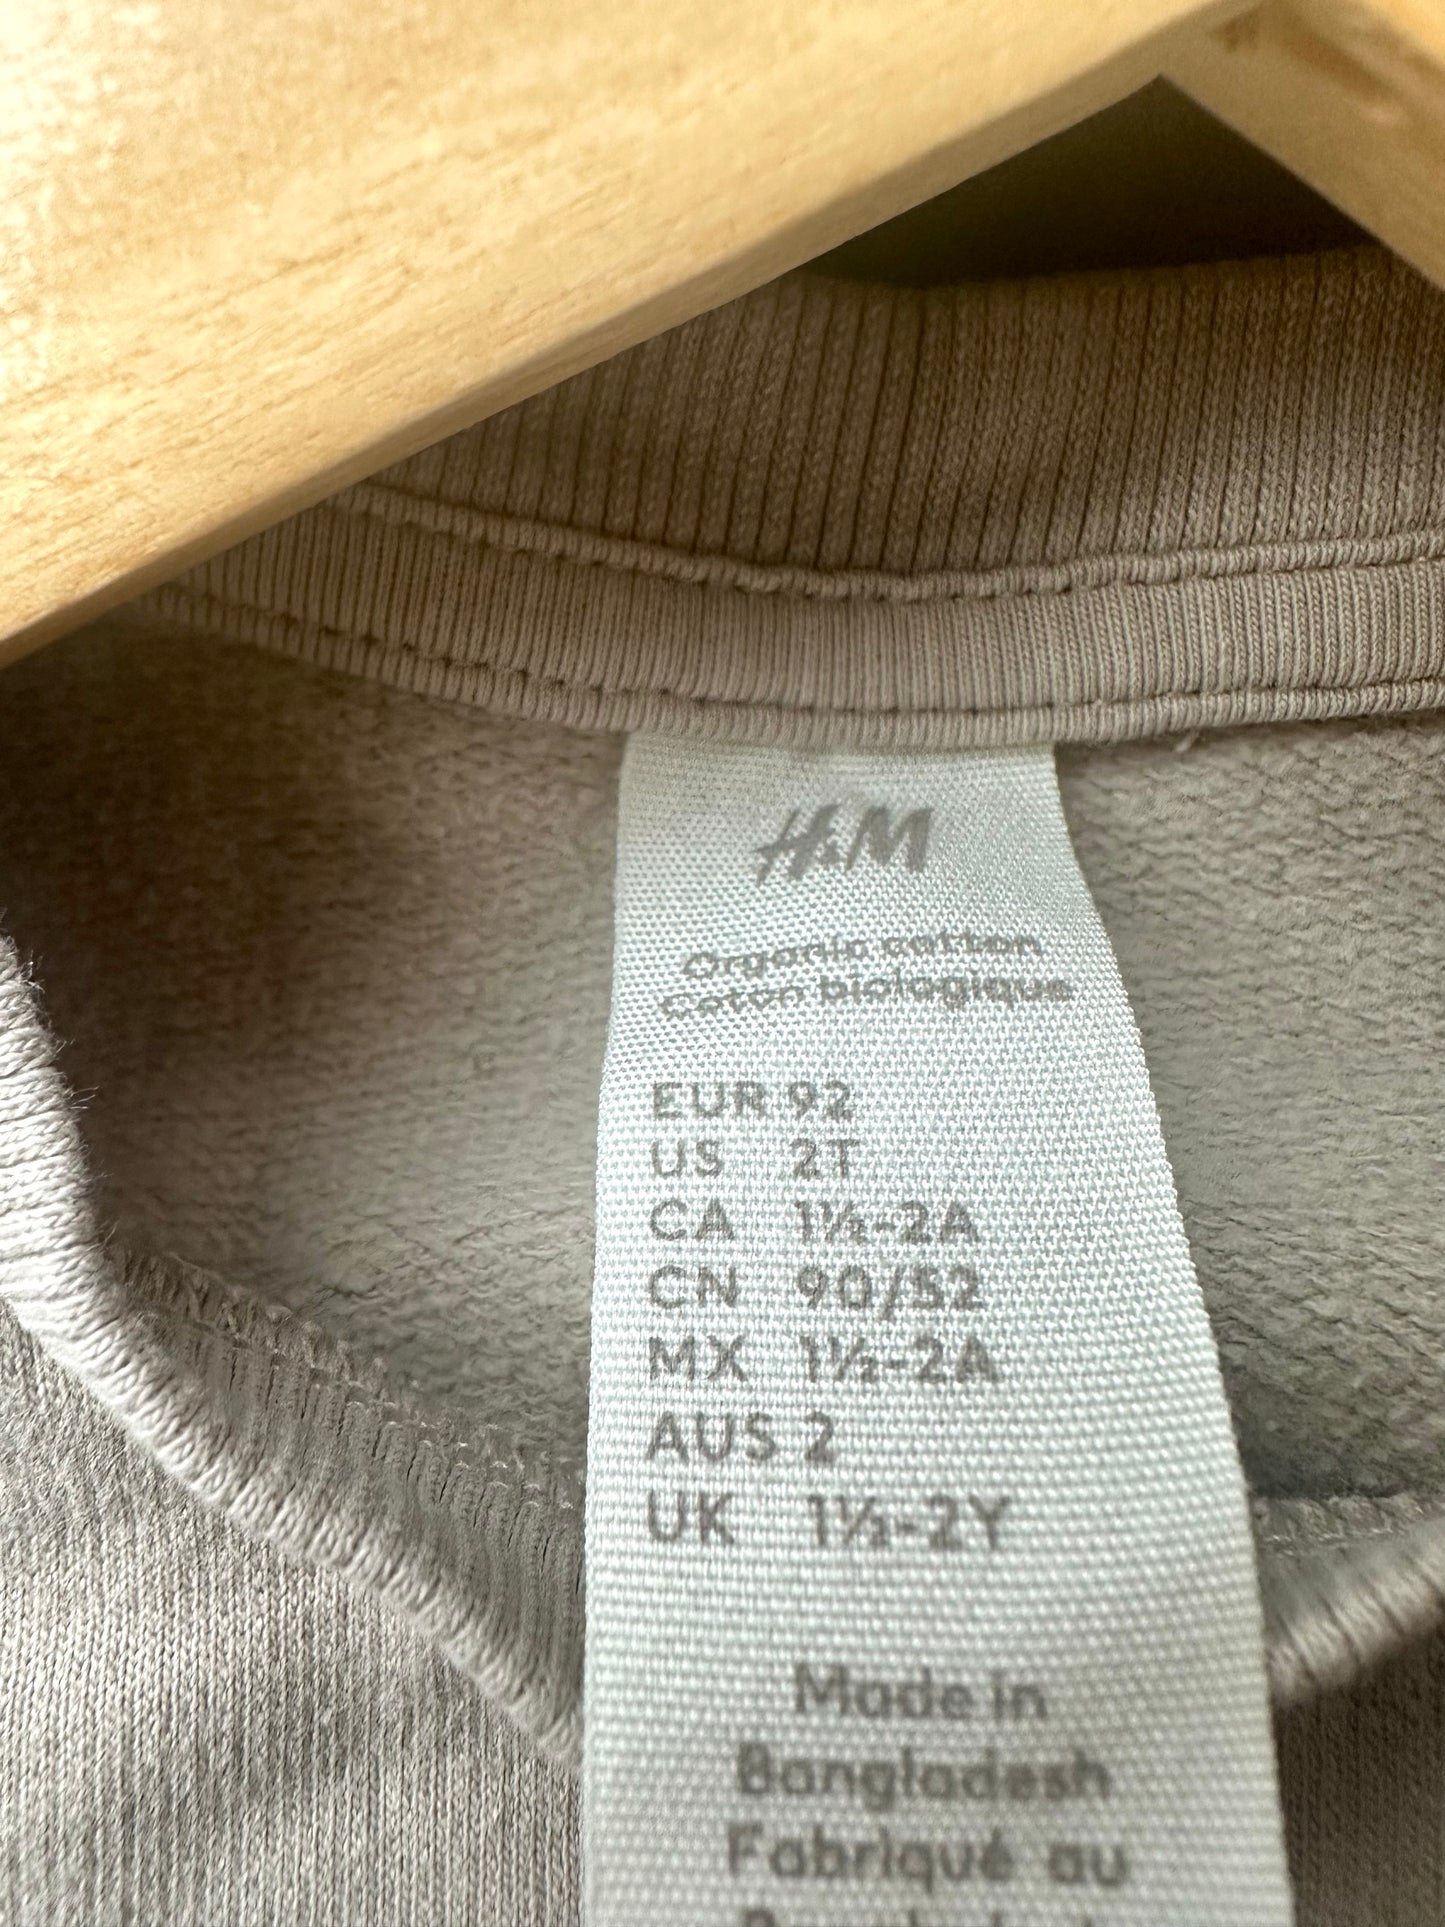 H&M
Organic cotton
Coton biologique
EUR 92
US 2T
CA 1½-2A
CN 90/52
MX 1½-2A
AUS 2
UK 1½-2Y
Made in
Bangladesh
Fabriqué au